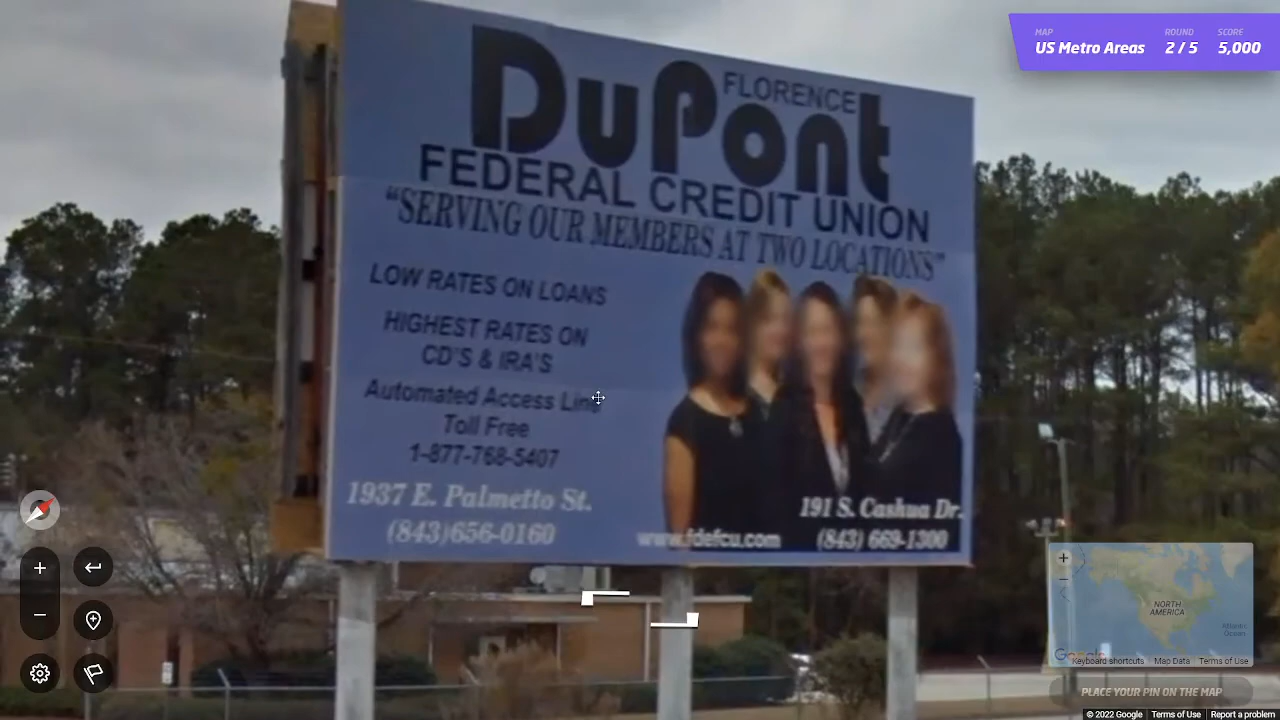 MAP
US Metro Areas
ROUND
2 / 5
SCORE
5,000
FLORENCE
DuPont
FEDERAL CREDIT UNION
"SERVING OUR MEMBERS AT TWO LOCATIONS"
LOW RATES ON LOANS
HIGHEST RATES ON
CD'S & IRA'S
Automated Access Line
Toll Free
1-877-768-5407
1937 E. Palmetto St.
(843)656-0160
www.fdefcu.com
191 S. Cashua Dr.
(843) 669-1300
+
−
+
−
NORTH
AMERICA
Atlantic
Ocean
Google
Keyboard shortcuts
Map Data
Terms of Use
PLACE YOUR PIN ON THE MAP
© 2022 Google
Terms of Use
Report a problem